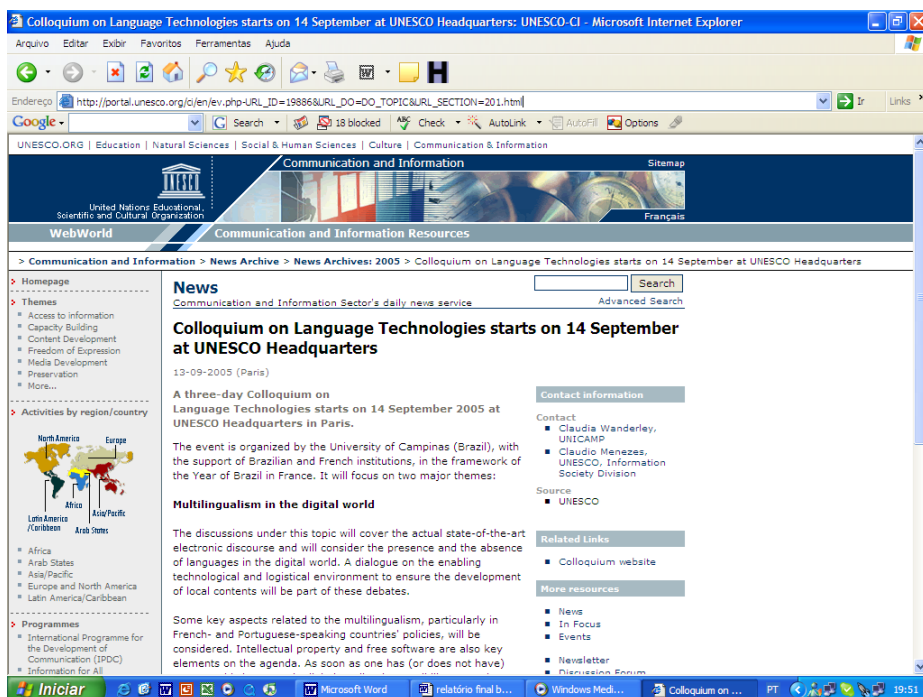 Colloquium on Language Technologies starts on 14 September at UNESCO Headquarters: UNESCO-CI - Microsoft Internet Explorer
Arquivo Editar Exibir Favoritos Ferramentas Ajuda
Endereço http://portal.unesco.org/ci/en/ev.php-URL_ID=19886&URL_DO=DO_TOPIC&URL_SECTION=201.html Ir Links
Google Search 18 blocked Check AutoLink AutoFill Options
UNESCO.ORG | Education | Natural Sciences | Social & Human Sciences | Culture | Communication & Information
Communication and Information Sitemap
UNESCO
United Nations Educational,
Scientific and Cultural Organization
Français
WebWorld Communication and Information Resources
> Communication and Information > News Archive > News Archives: 2005 > Colloquium on Language Technologies starts on 14 September at UNESCO Headquarters
Homepage
Themes
Access to information
Capacity Building
Content Development
Freedom of Expression
Media Development
Preservation
More...
Activities by region/country
North America
Europe
Africa
Asia/Pacific
Latin America
/Caribbean
Arab States
Africa
Arab States
Asia/Pacific
Europe and North America
Latin America/Caribbean
Programmes
International Programme for
the Development of
Communication (IPDC)
Information for All
News
Search
Communication and Information Sector's daily news service
Advanced Search
Colloquium on Language Technologies starts on 14 September
at UNESCO Headquarters
13-09-2005 (Paris)
A three-day Colloquium on
Language Technologies starts on 14 September 2005 at
UNESCO Headquarters in Paris.
The event is organized by the University of Campinas (Brazil), with
the support of Brazilian and French institutions, in the framework of
the Year of Brazil in France. It will focus on two major themes:
Multilingualism in the digital world
The discussions under this topic will cover the actual state-of-the-art
electronic discourse and will consider the presence and the absence
of languages in the digital world. A dialogue on the enabling
technological and logistical environment to ensure the development
of local contents will be part of these debates.
Some key aspects related to the multilingualism, particularly in
French- and Portuguese-speaking countries' policies, will be
considered. Intellectual property and free software are also key
elements on the agenda. As soon as one has (or does not have)
Contact information
Contact
Claudia Wanderley,
UNICAMP
Claudio Menezes,
UNESCO, Information
Society Division
Source
UNESCO
Related Links
Colloquium website
More resources
News
In Focus
Events
Newsletter
Discussion Forum
Iniciar Microsoft Word relatório final b... Windows Medi... Colloquium on ... PT 19:53